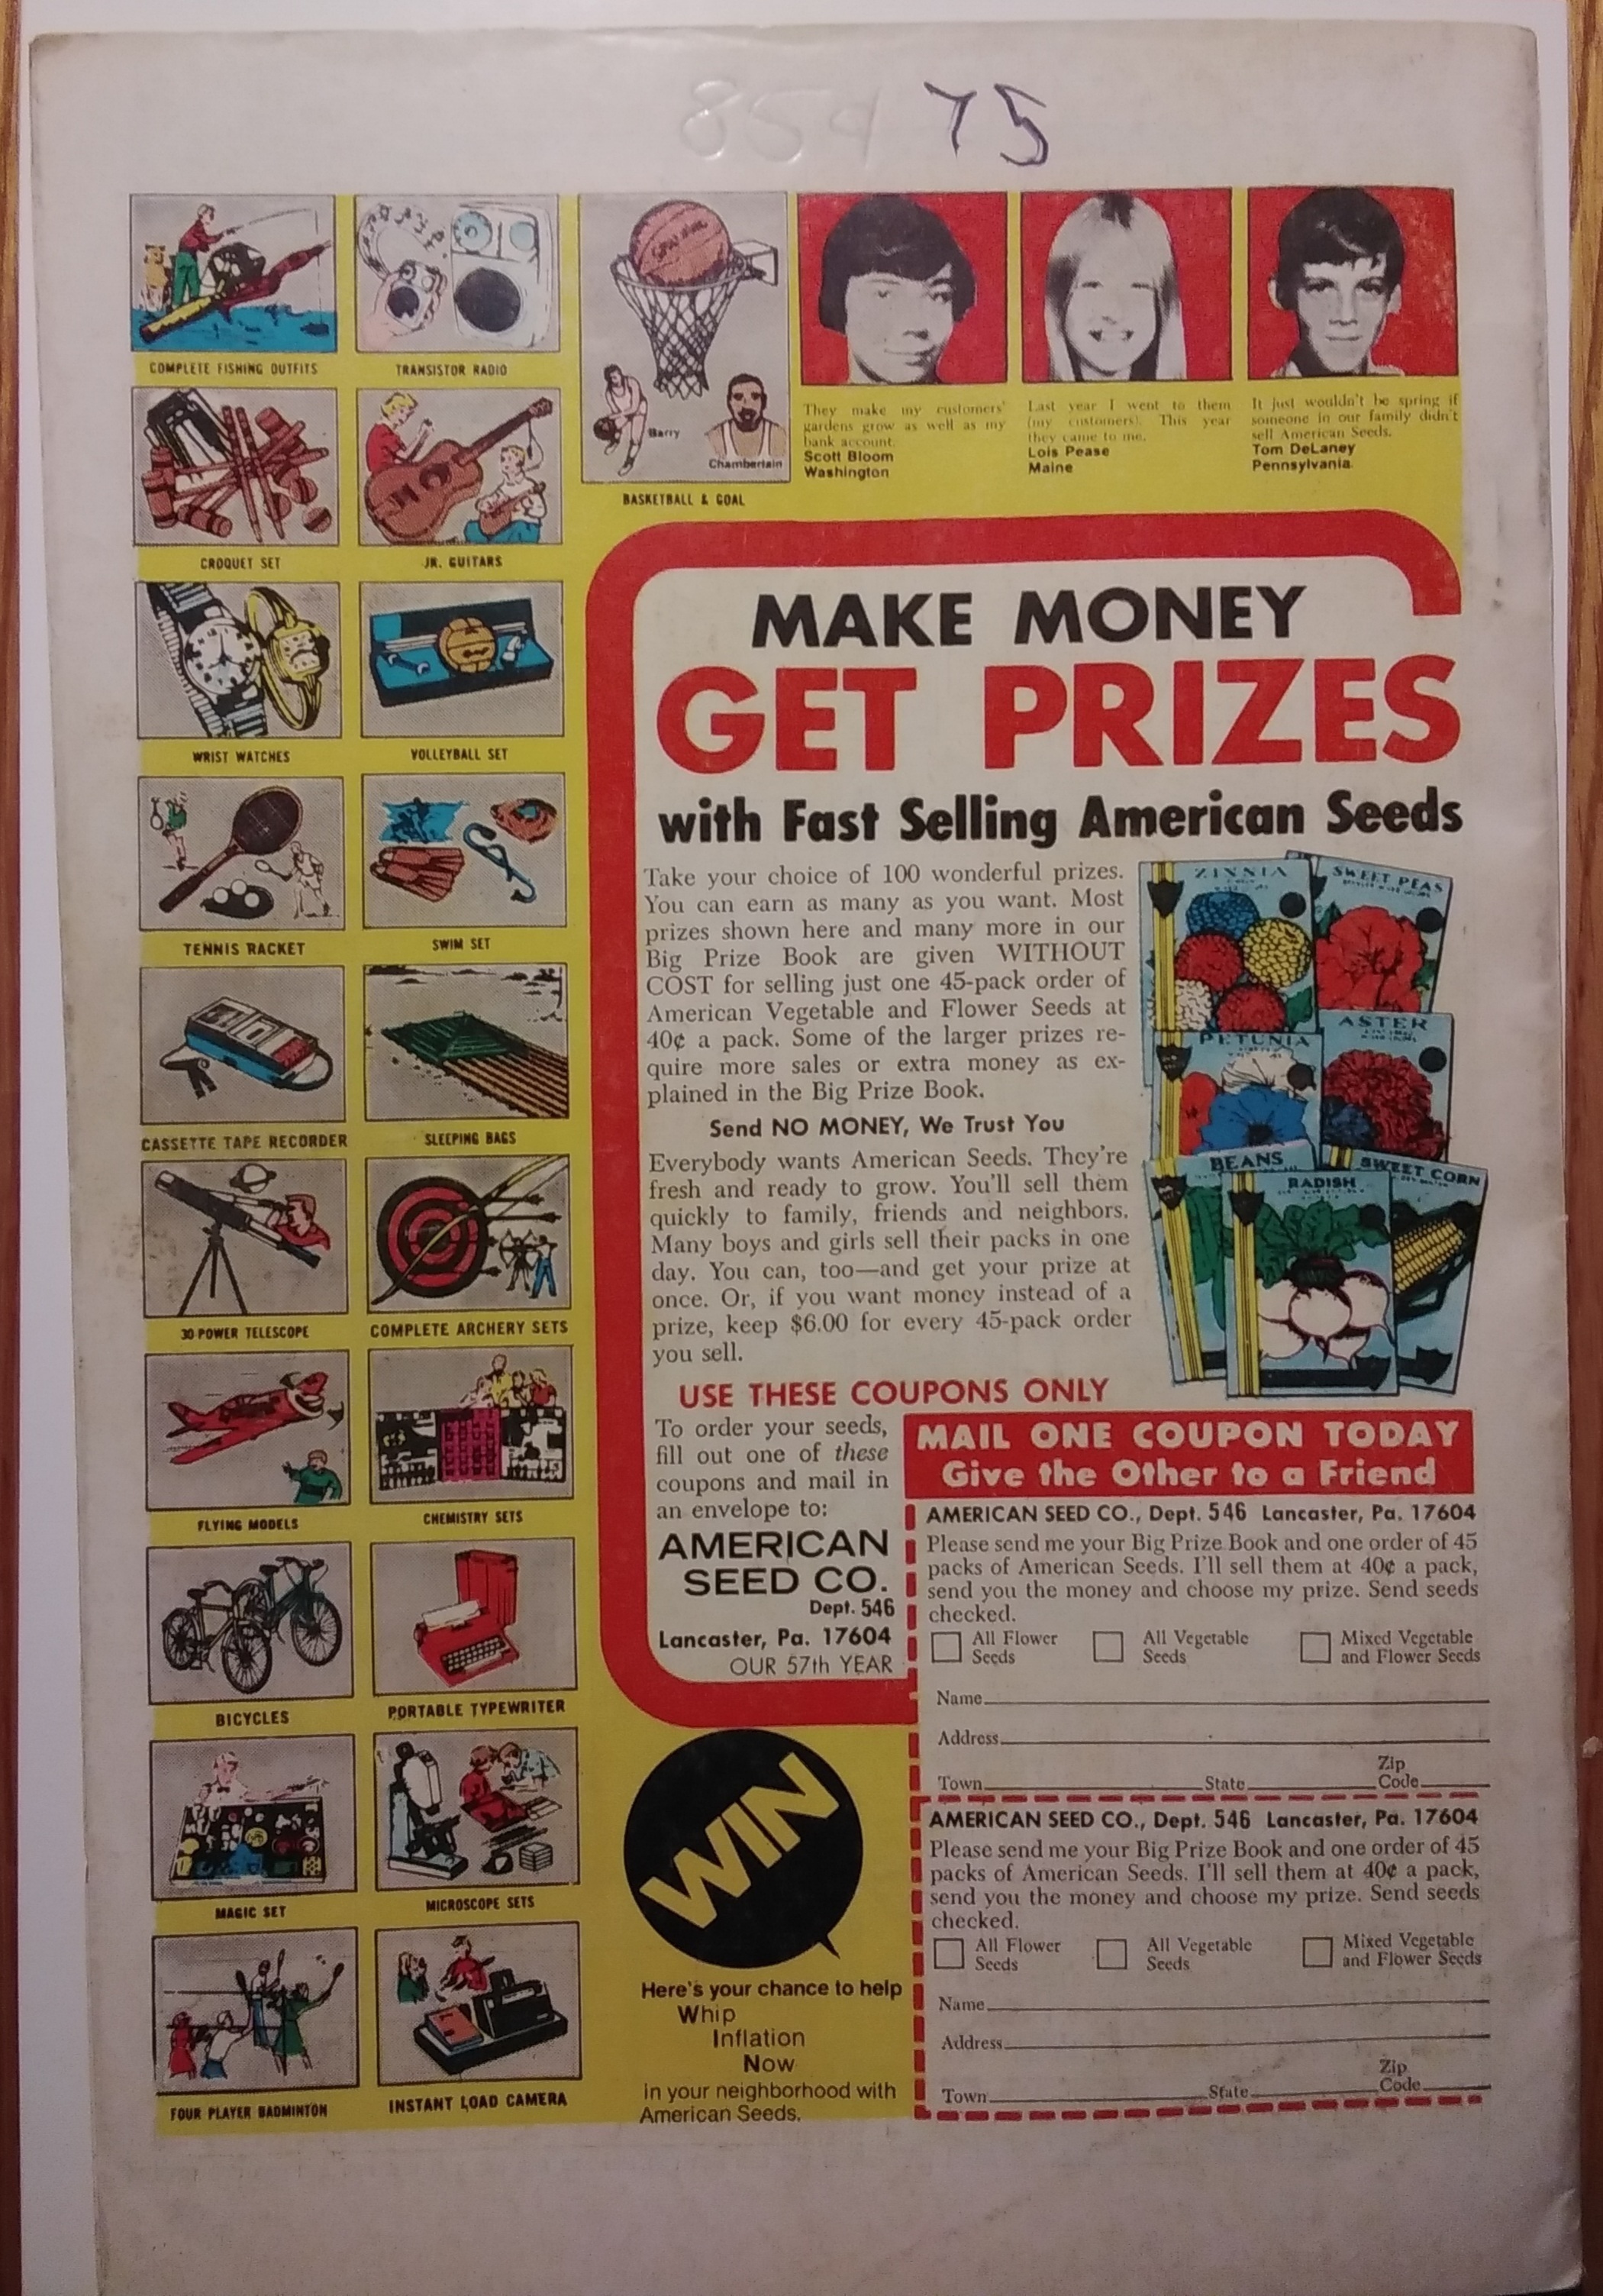 85¢ 75
COMPLETE FISHING OUTFITS
TRANSISTOR RADIO
Barry
Chamberlain
BASKETBALL & GOAL
They make my customers'
gardens grow as well as my
bank account.
Scott Bloom
Washington
Last year I went to them
(my customers). This year
they came to me.
Lois Pease
Maine
It just wouldn't be spring if
someone in our family didn't
sell American Seeds.
Tom DeLaney
Pennsylvania
CROQUET SET
JR. GUITARS
WRIST WATCHES
VOLLEYBALL SET
TENNIS RACKET
SWIM SET
CASSETTE TAPE RECORDER
SLEEPING BAGS
30-POWER TELESCOPE
COMPLETE ARCHERY SETS
FLYING MODELS
CHEMISTRY SETS
BICYCLES
PORTABLE TYPEWRITER
MAGIC SET
MICROSCOPE SETS
FOUR PLAYER BADMINTON
INSTANT LOAD CAMERA
MAKE MONEY
GET PRIZES
with Fast Selling American Seeds
Take your choice of 100 wonderful prizes.
You can earn as many as you want. Most
prizes shown here and many more in our
Big Prize Book are given WITHOUT
COST for selling just one 45-pack order of
American Vegetable and Flower Seeds at
40¢ a pack. Some of the larger prizes re-
quire more sales or extra money as ex-
plained in the Big Prize Book.
Send NO MONEY, We Trust You
Everybody wants American Seeds. They're
fresh and ready to grow. You'll sell them
quickly to family, friends and neighbors.
Many boys and girls sell their packs in one
day. You can, too—and get your prize at
once. Or, if you want money instead of a
prize, keep $6.00 for every 45-pack order
you sell.
ZINNIA
SWEET PEAS
PETUNIA
ASTER
BEANS
RADISH
SWEET CORN
USE THESE COUPONS ONLY
To order your seeds,
fill out one of these
coupons and mail in
an envelope to:
AMERICAN
SEED CO.
Dept. 546
Lancaster, Pa. 17604
OUR 57th YEAR
MAIL ONE COUPON TODAY
Give the Other to a Friend
AMERICAN SEED CO., Dept. 546 Lancaster, Pa. 17604
Please send me your Big Prize Book and one order of 45
packs of American Seeds. I'll sell them at 40¢ a pack,
send you the money and choose my prize. Send seeds
checked.
All Flower Seeds
All Vegetable Seeds
Mixed Vegetable and Flower Seeds
Name
Address
Town State Zip Code
AMERICAN SEED CO., Dept. 546 Lancaster, Pa. 17604
Please send me your Big Prize Book and one order of 45
packs of American Seeds. I'll sell them at 40¢ a pack,
send you the money and choose my prize. Send seeds
checked.
All Flower Seeds
All Vegetable Seeds
Mixed Vegetable and Flower Seeds
Name
Address
Town State Zip Code
WIN
Here's your chance to help
Whip
Inflation
Now
in your neighborhood with
American Seeds.